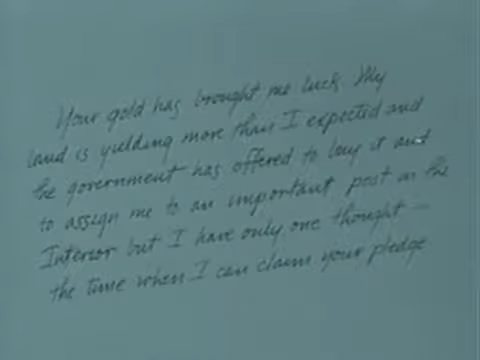 Your gold has brought me luck. My
land is yielding more than I expected and
the government has offered to buy it and
to assign me to an important post in the
Interior but I have only one thought —
the time when I can claim your pledge